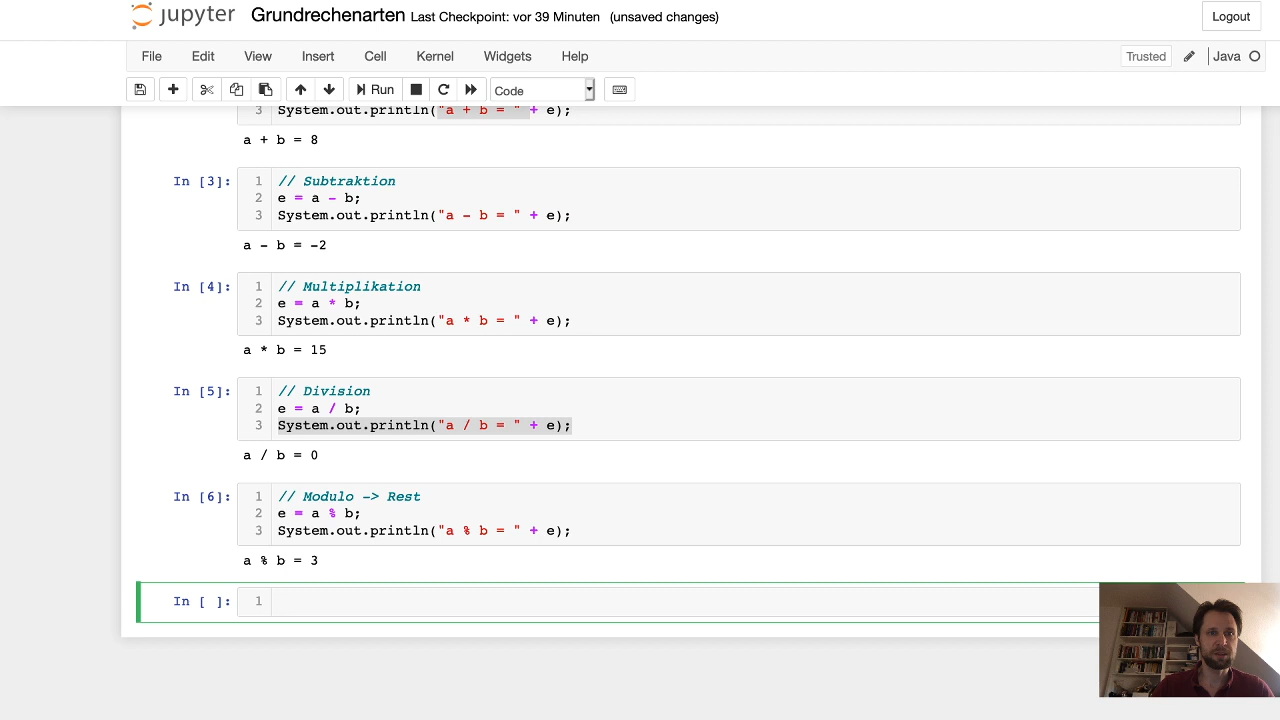 jupyter Grundrechenarten Last Checkpoint: vor 39 Minuten (unsaved changes) Logout
File Edit View Insert Cell Kernel Widgets Help Trusted Java
Run Code
3 System.out.println("a + b = " + e);
a + b = 8
In [3]: 1 // Subtraktion
2 e = a - b;
3 System.out.println("a - b = " + e);
a - b = -2
In [4]: 1 // Multiplikation
2 e = a * b;
3 System.out.println("a * b = " + e);
a * b = 15
In [5]: 1 // Division
2 e = a / b;
3 System.out.println("a / b = " + e);
a / b = 0
In [6]: 1 // Modulo -> Rest
2 e = a % b;
3 System.out.println("a % b = " + e);
a % b = 3
In [ ]: 1